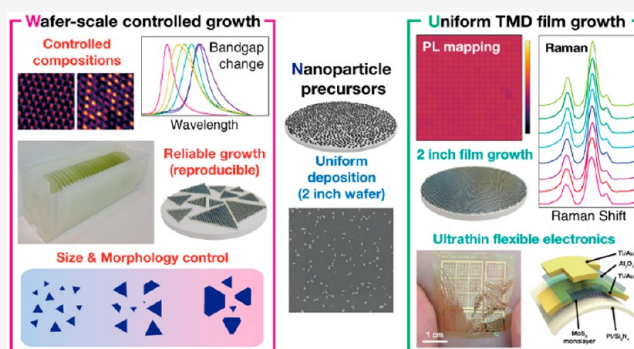 Wafer-scale controlled growth
Controlled
compositions
Bandgap
change
Wavelength
Reliable growth
(reproducible)
Size & Morphology control
Nanoparticle
precursors
Uniform
deposition
(2 inch wafer)
Uniform TMD film growth
PL mapping
Raman
2 inch film growth
Raman Shift
Ultrathin flexible electronics
1 cm
Ti/Au
Al₂O₃
Ti/Au
MoS₂
monolayer
PI/Si₃N₄